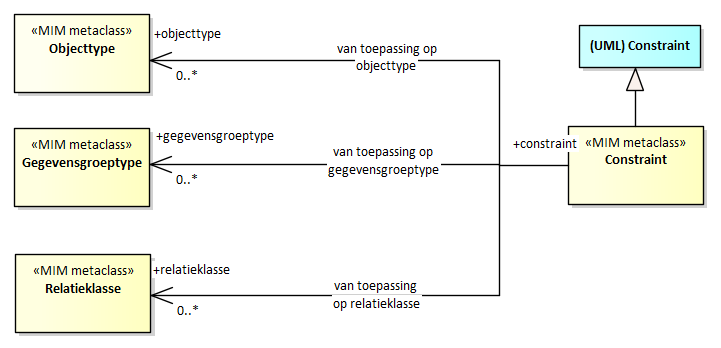 «MIM metaclass»
Objecttype
+objecttype
0..*
van toepassing op
objecttype
(UML) Constraint
«MIM metaclass»
Gegevensgroeptype
+gegevensgroeptype
0..*
van toepassing op
gegevensgroeptype
+constraint
«MIM metaclass»
Constraint
«MIM metaclass»
Relatieklasse
+relatieklasse
0..*
van toepassing
op relatieklasse